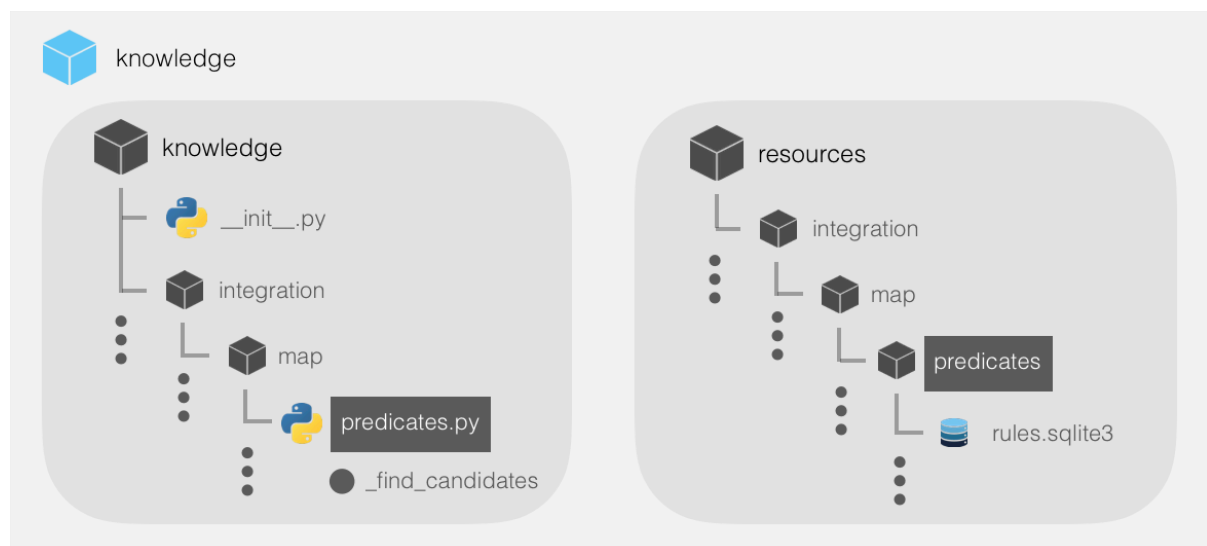 knowledge
knowledge
__init__.py
integration
map
predicates.py
_find_candidates
resources
integration
map
predicates
rules.sqlite3